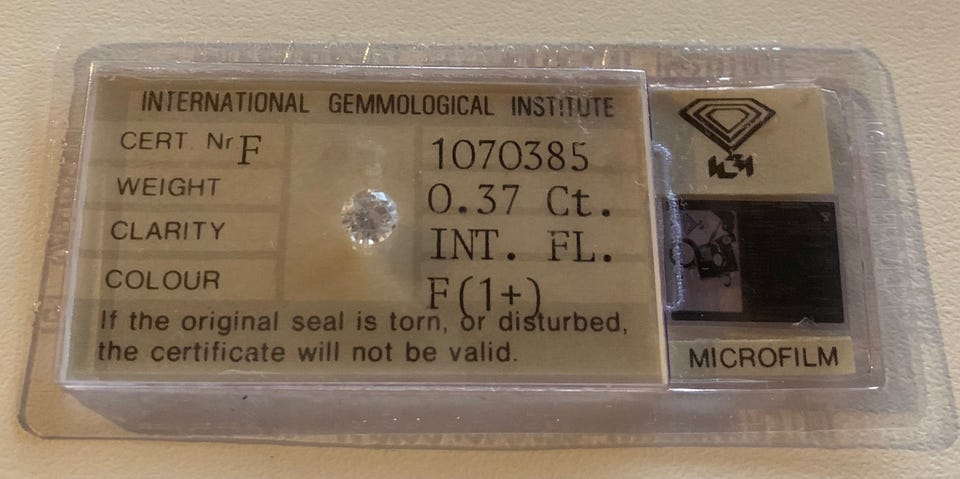 INTERNATIONAL GEMMOLOGICAL INSTITUTE
CERT. Nr F 1070385
WEIGHT 0.37 Ct.
CLARITY INT. FL.
COLOUR F(1+)
If the original seal is torn, or disturbed,
the certificate will not be valid.
MICROFILM